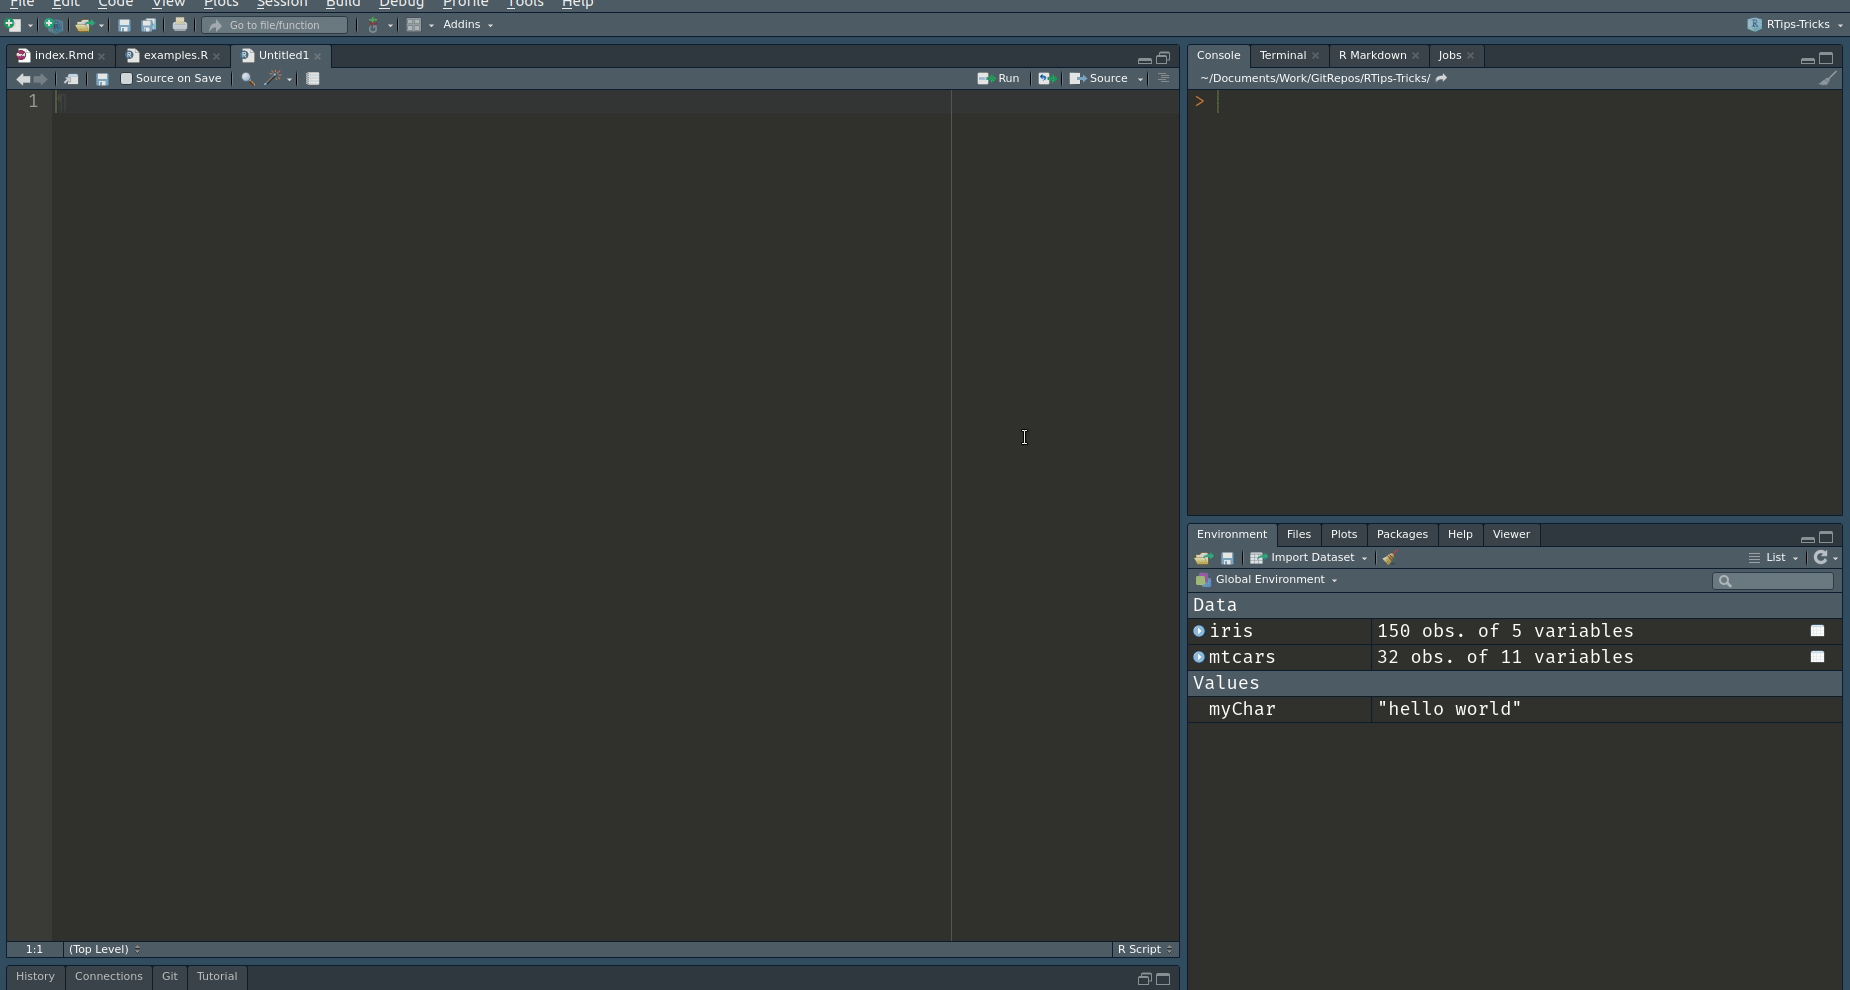 File Edit Code View Plots Session Build Debug Profile Tools Help
Go to file/function Addins RTips-Tricks
index.Rmd examples.R Untitled1
Source on Save Run Source
1
1:1 (Top Level) R Script
History Connections Git Tutorial
Console Terminal R Markdown Jobs
~/Documents/Work/GitRepos/RTips-Tricks/
>
Environment Files Plots Packages Help Viewer
Import Dataset List
Global Environment
Data
iris 150 obs. of 5 variables
mtcars 32 obs. of 11 variables
Values
myChar "hello world"